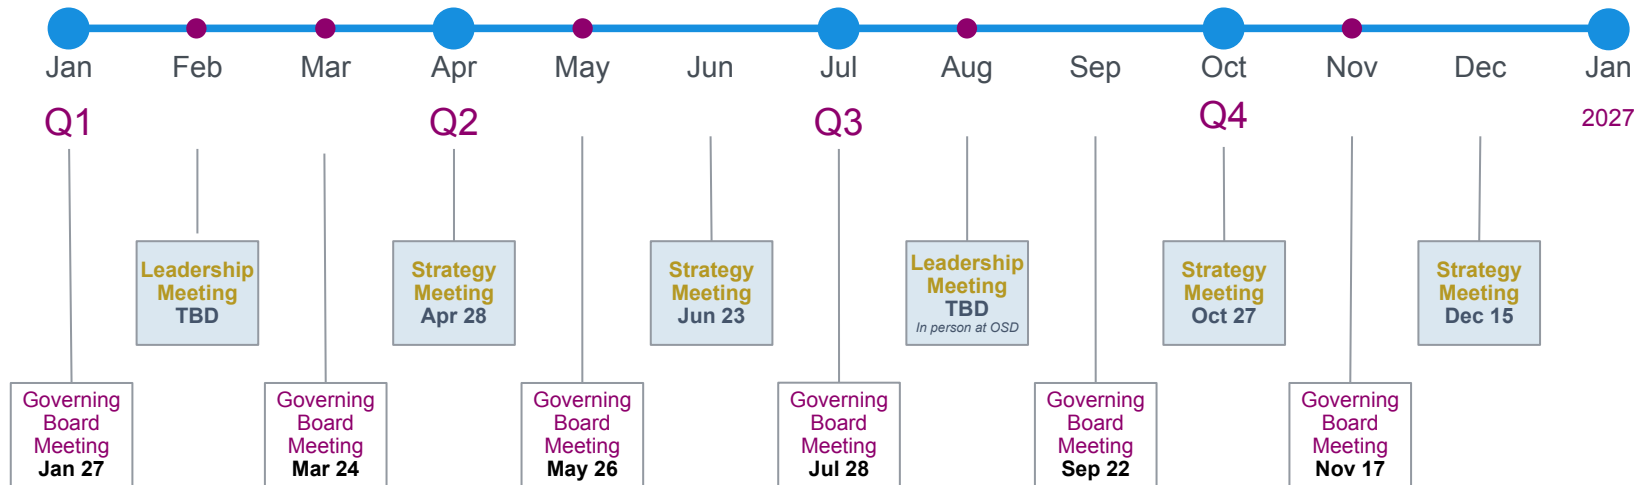 Jan Feb Mar Apr May Jun Jul Aug Sep Oct Nov Dec Jan
Q1 Q2 Q3 Q4 2027
Leadership
Meeting
TBD
Strategy
Meeting
Apr 28
Strategy
Meeting
Jun 23
Leadership
Meeting
TBD
In person at OSD
Strategy
Meeting
Oct 27
Strategy
Meeting
Dec 15
Governing
Board
Meeting
Jan 27
Governing
Board
Meeting
Mar 24
Governing
Board
Meeting
May 26
Governing
Board
Meeting
Jul 28
Governing
Board
Meeting
Sep 22
Governing
Board
Meeting
Nov 17